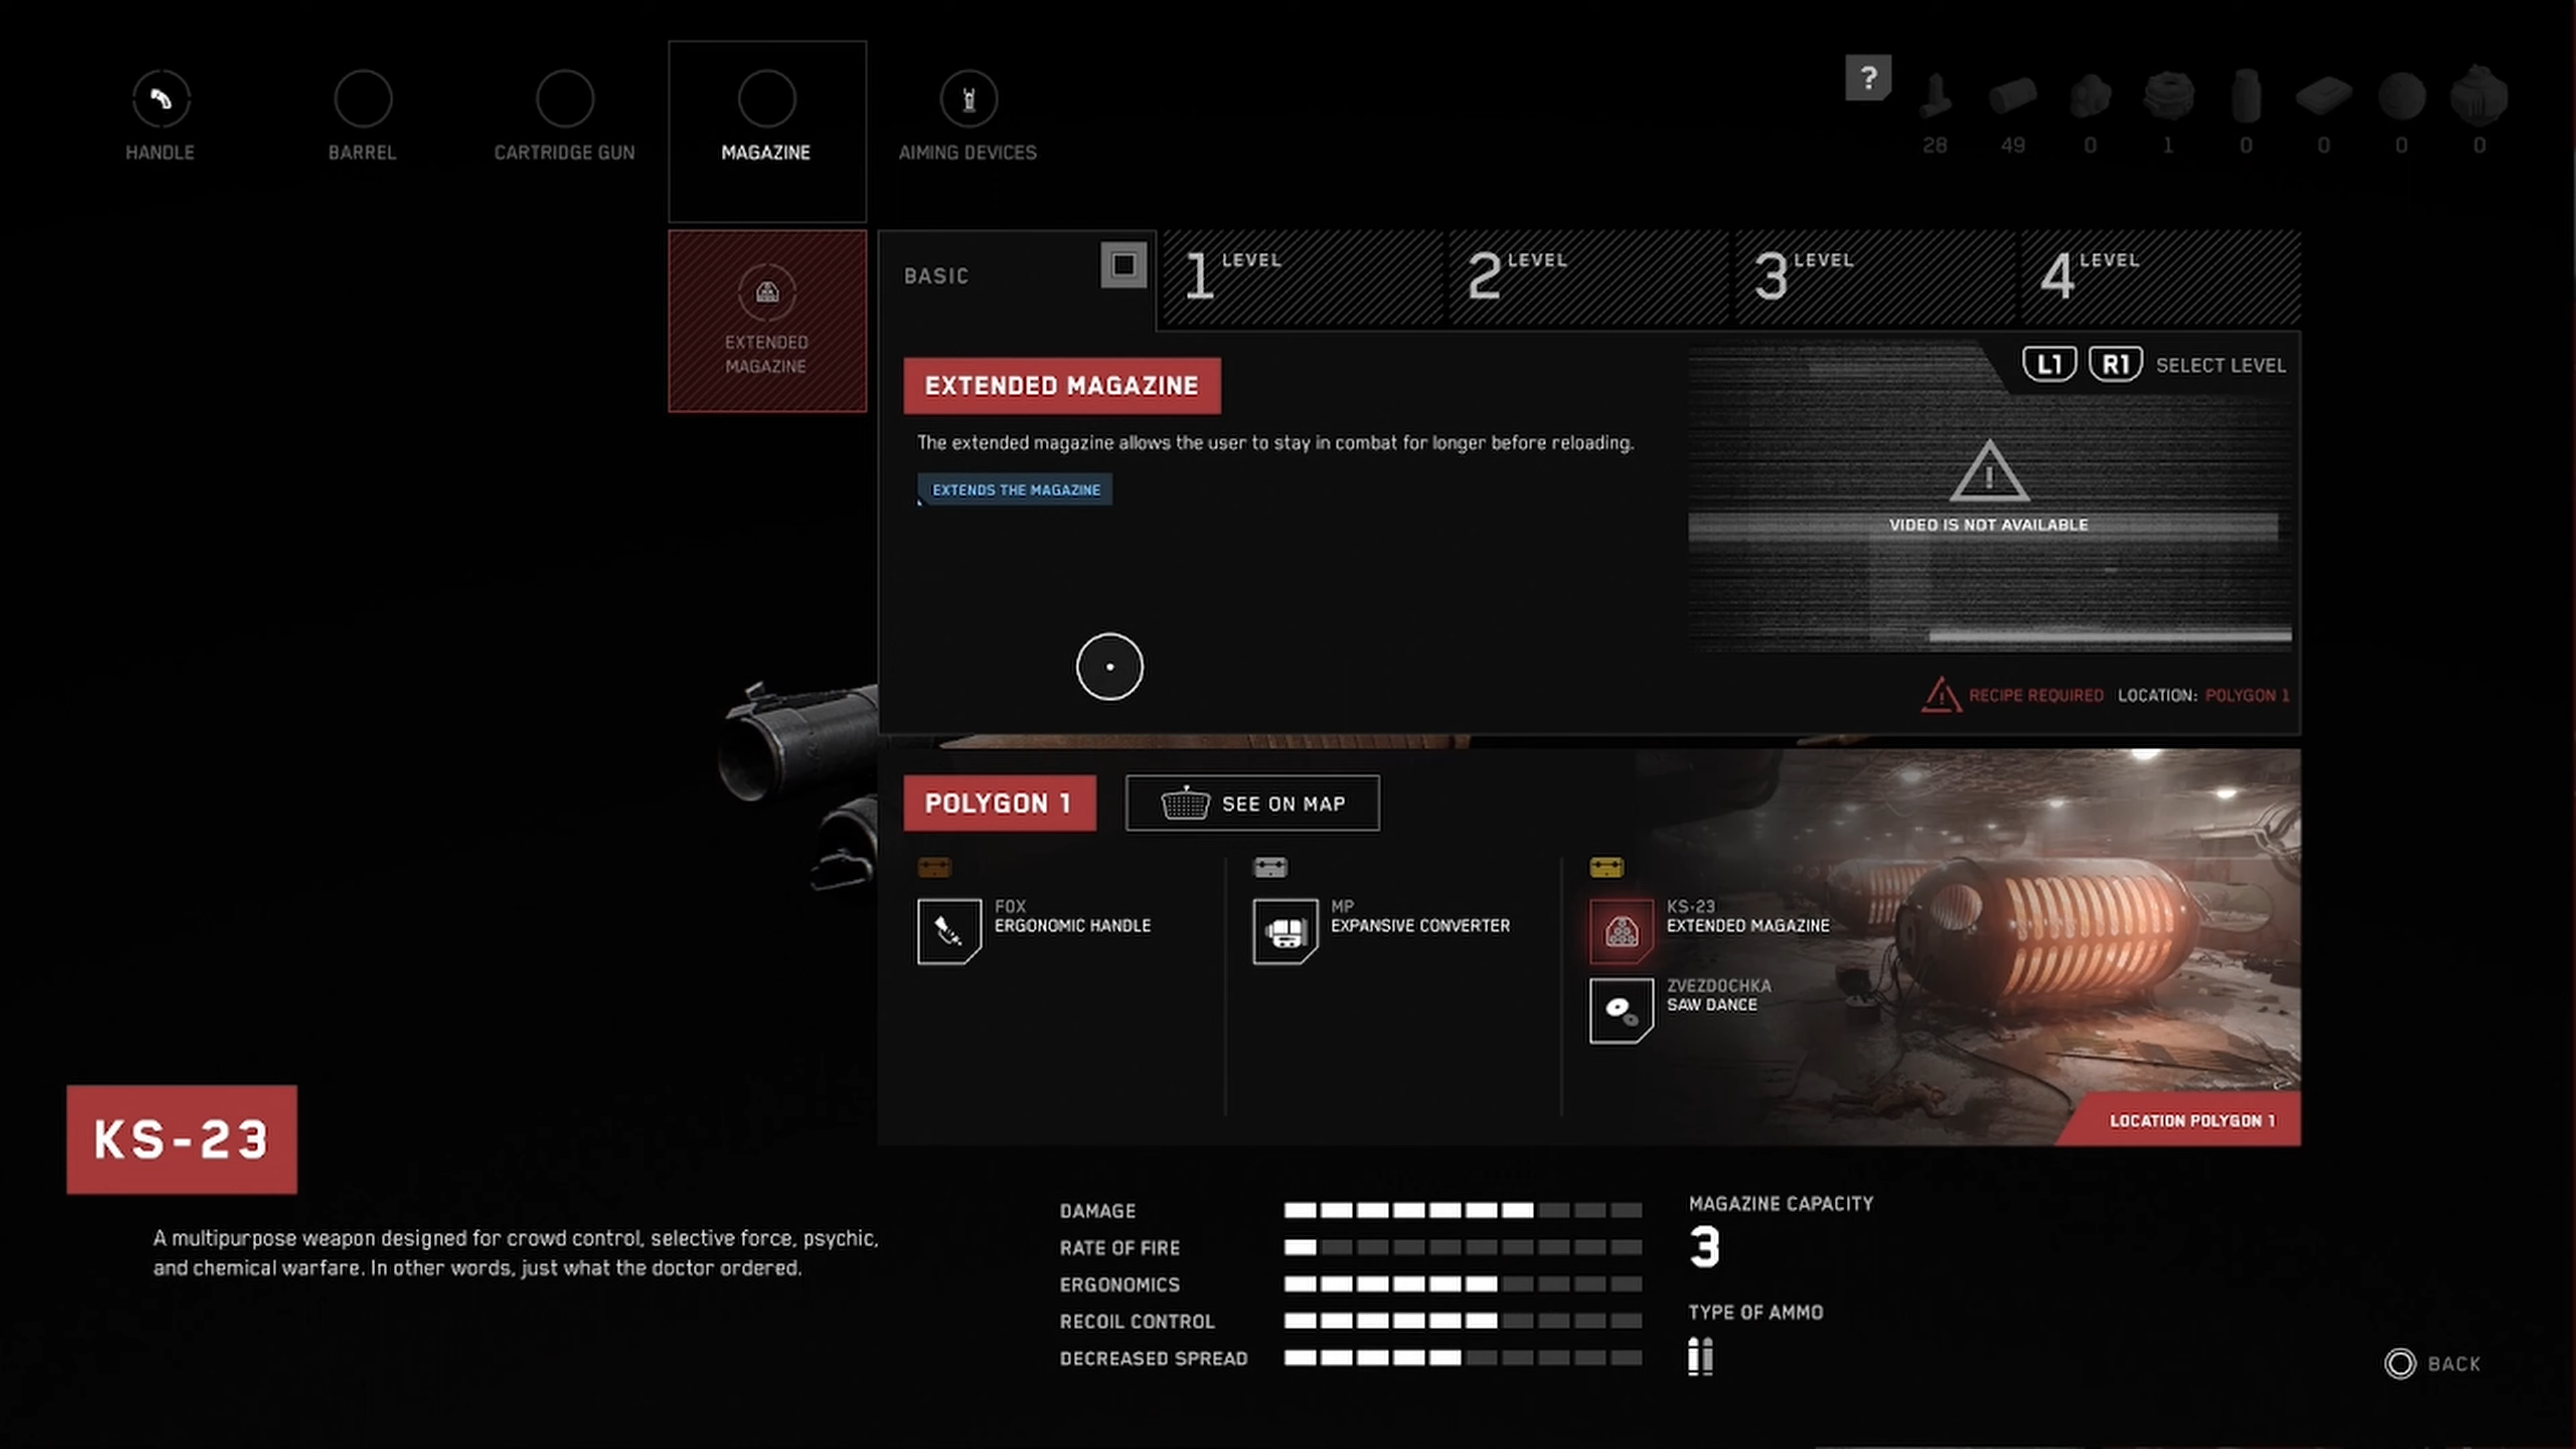 HANDLE
BARREL
CARTRIDGE GUN
MAGAZINE
AIMING DEVICES
?
28
49
0
1
0
0
0
0
EXTENDED
MAGAZINE
BASIC
1 LEVEL
2 LEVEL
3 LEVEL
4 LEVEL
L1 R1 SELECT LEVEL
EXTENDED MAGAZINE
The extended magazine allows the user to stay in combat for longer before reloading.
EXTENDS THE MAGAZINE
VIDEO IS NOT AVAILABLE
RECIPE REQUIRED LOCATION: POLYGON 1
POLYGON 1
SEE ON MAP
FOX
ERGONOMIC HANDLE
MP
EXPANSIVE CONVERTER
KS-23
EXTENDED MAGAZINE
ZVEZDOCHKA
SAW DANCE
LOCATION POLYGON 1
KS-23
A multipurpose weapon designed for crowd control, selective force, psychic,
and chemical warfare. In other words, just what the doctor ordered.
DAMAGE
RATE OF FIRE
ERGONOMICS
RECOIL CONTROL
DECREASED SPREAD
MAGAZINE CAPACITY
3
TYPE OF AMMO
BACK